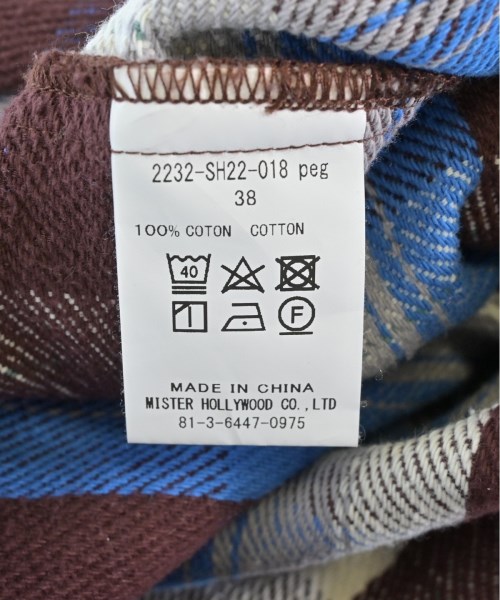 2232-SH22-018 peg
38
100% COTON COTTON
40
F
MADE IN CHINA
MISTER HOLLYWOOD CO.,LTD
81-3-6447-0975